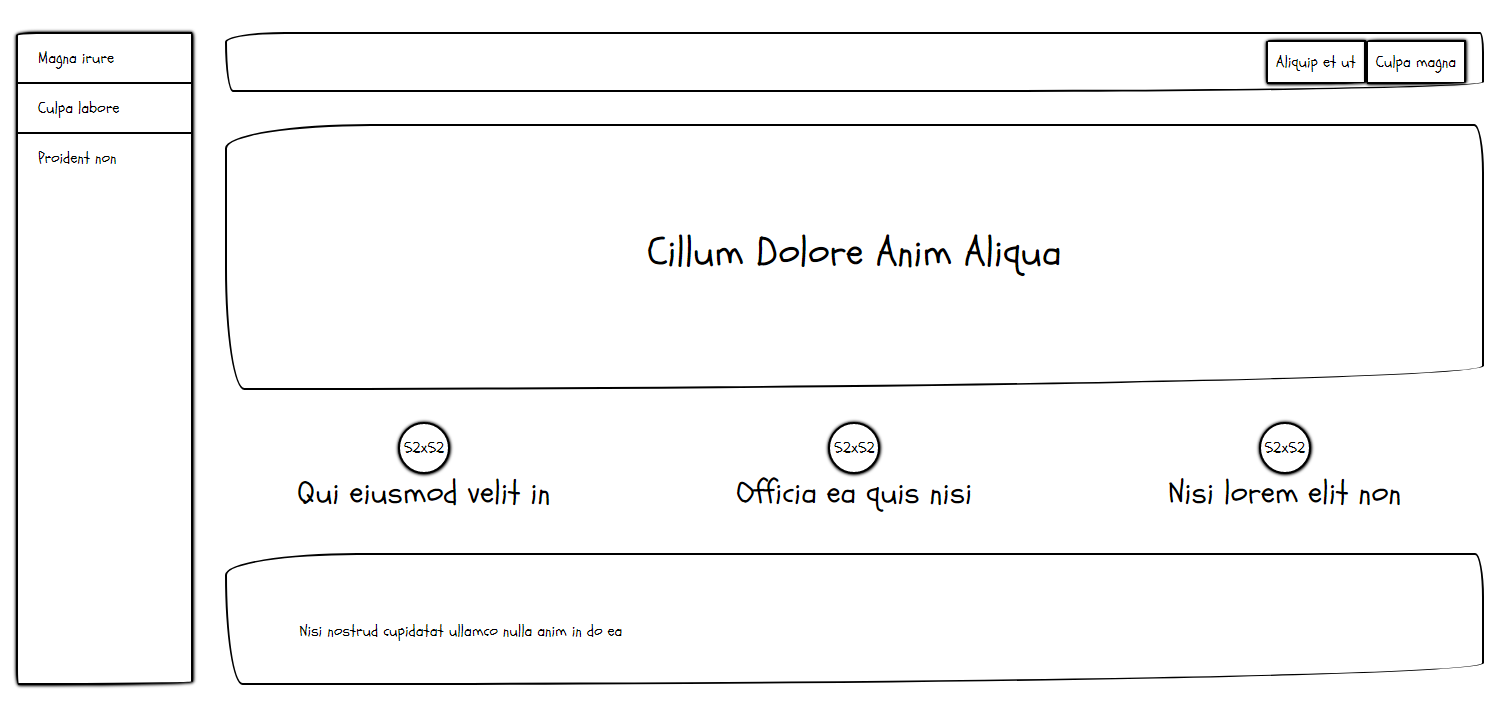 Magna irure
Culpa labore
Proident non
Aliquip et ut
Culpa magna
Cillum Dolore Anim Aliqua
52x52
Qui eiusmod velit in
52x52
Officia ea quis nisi
52x52
Nisi lorem elit non
Nisi nostrud cupidatat ullamco nulla anim in do ea